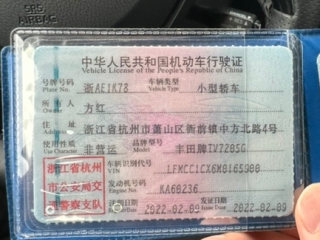 SRS
AIRBAG
中华人民共和国机动车行驶证
Vehicle License of the People's Republic of China
号牌号码 浙AE1K78 车辆类型 小型轿车
Plate No. Vehicle Type
所有人 方红
Owner
住址 浙江省杭州市萧山区衙前镇中方北路4号
Address
使用性质 非营运 品牌型号 丰田牌TV7205G
Use Character
浙江省杭州 车辆识别代号 LFMCC1CX6M0165900
VIN
市公安局交 发动机号码 KA60236
Engine No.
通警察支队 注册日期 2022-02-09 发证日期 2022-02-09